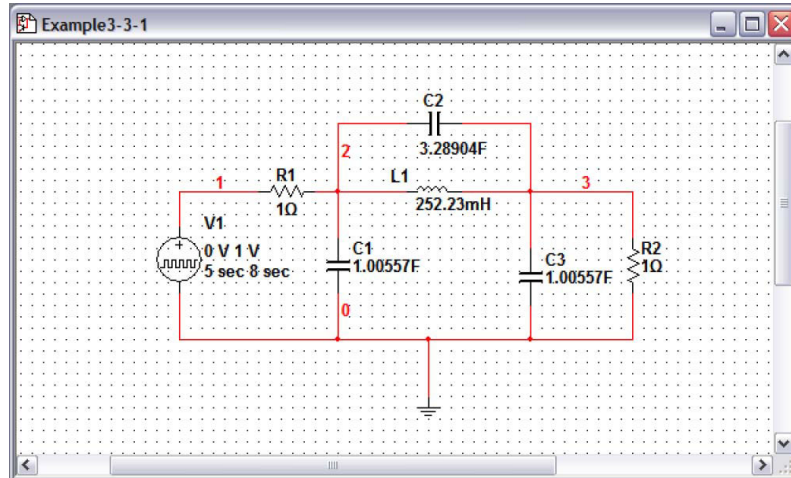 Example3-3-1
C2
3.28904F
2
1
R1
1Ω
L1
252.23mH
3
V1
0 V 1 V
5 sec 8 sec
C1
1.00557F
C3
1.00557F
R2
1Ω
0